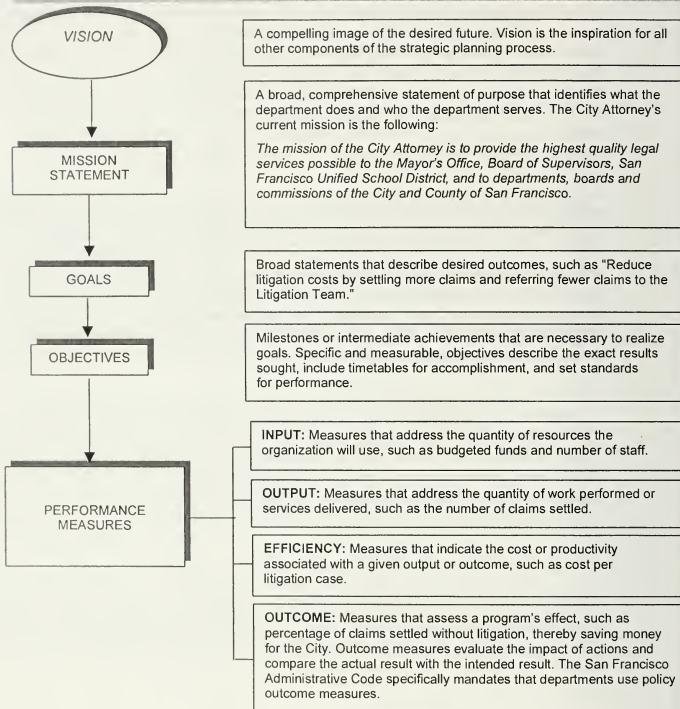 VISION
A compelling image of the desired future. Vision is the inspiration for all
other components of the strategic planning process.
MISSION
STATEMENT
A broad, comprehensive statement of purpose that identifies what the
department does and who the department serves. The City Attorney's
current mission is the following:
The mission of the City Attorney is to provide the highest quality legal
services possible to the Mayor's Office, Board of Supervisors, San
Francisco Unified School District, and to departments, boards and
commissions of the City and County of San Francisco.
GOALS
Broad statements that describe desired outcomes, such as "Reduce
litigation costs by settling more claims and referring fewer claims to the
Litigation Team."
OBJECTIVES
Milestones or intermediate achievements that are necessary to realize
goals. Specific and measurable, objectives describe the exact results
sought, include timetables for accomplishment, and set standards
for performance.
PERFORMANCE
MEASURES
INPUT: Measures that address the quantity of resources the
organization will use, such as budgeted funds and number of staff.
OUTPUT: Measures that address the quantity of work performed or
services delivered, such as the number of claims settled.
EFFICIENCY: Measures that indicate the cost or productivity
associated with a given output or outcome, such as cost per
litigation case.
OUTCOME: Measures that assess a program's effect, such as
percentage of claims settled without litigation, thereby saving money
for the City. Outcome measures evaluate the impact of actions and
compare the actual result with the intended result. The San Francisco
Administrative Code specifically mandates that departments use policy
outcome measures.